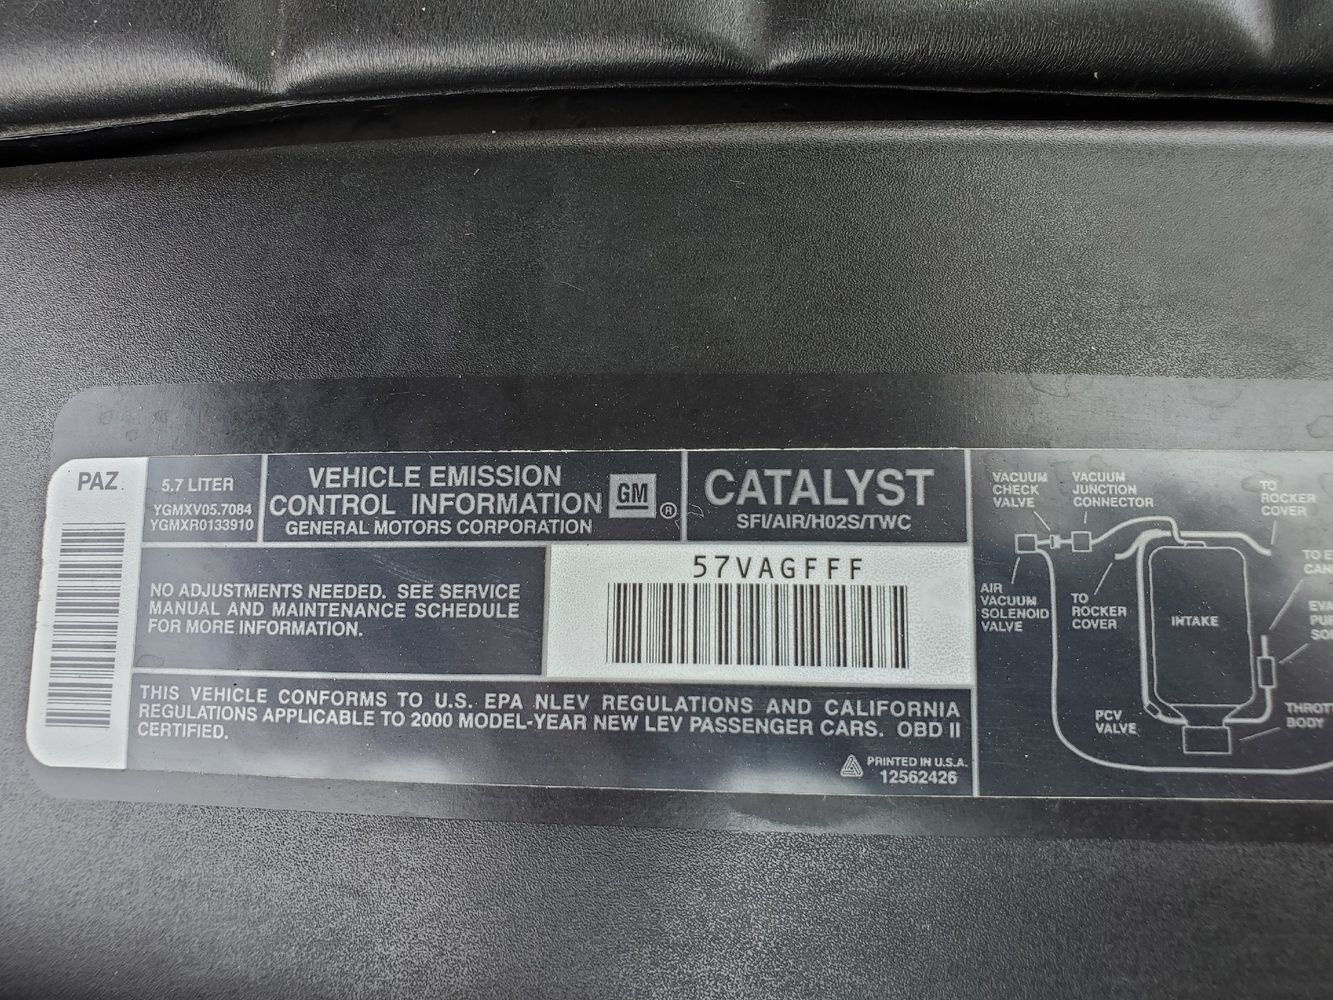 PAZ
5.7 LITER
YGMXV05.7084
YGMXR0133910
VEHICLE EMISSION
CONTROL INFORMATION
GENERAL MOTORS CORPORATION
GM
®
CATALYST
SFI/AIR/H02S/TWC
NO ADJUSTMENTS NEEDED. SEE SERVICE
MANUAL AND MAINTENANCE SCHEDULE
FOR MORE INFORMATION.
57VAGFFF
THIS VEHICLE CONFORMS TO U.S. EPA NLEV REGULATIONS AND CALIFORNIA
REGULATIONS APPLICABLE TO 2000 MODEL-YEAR NEW LEV PASSENGER CARS. OBD II
CERTIFIED.
PRINTED IN U.S.A.
12562426
VACUUM
CHECK
VALVE
VACUUM
JUNCTION
CONNECTOR
TO
ROCKER
COVER
AIR
VACUUM
SOLENOID
VALVE
TO
ROCKER
COVER
INTAKE
TO
PCV
VALVE
BODY